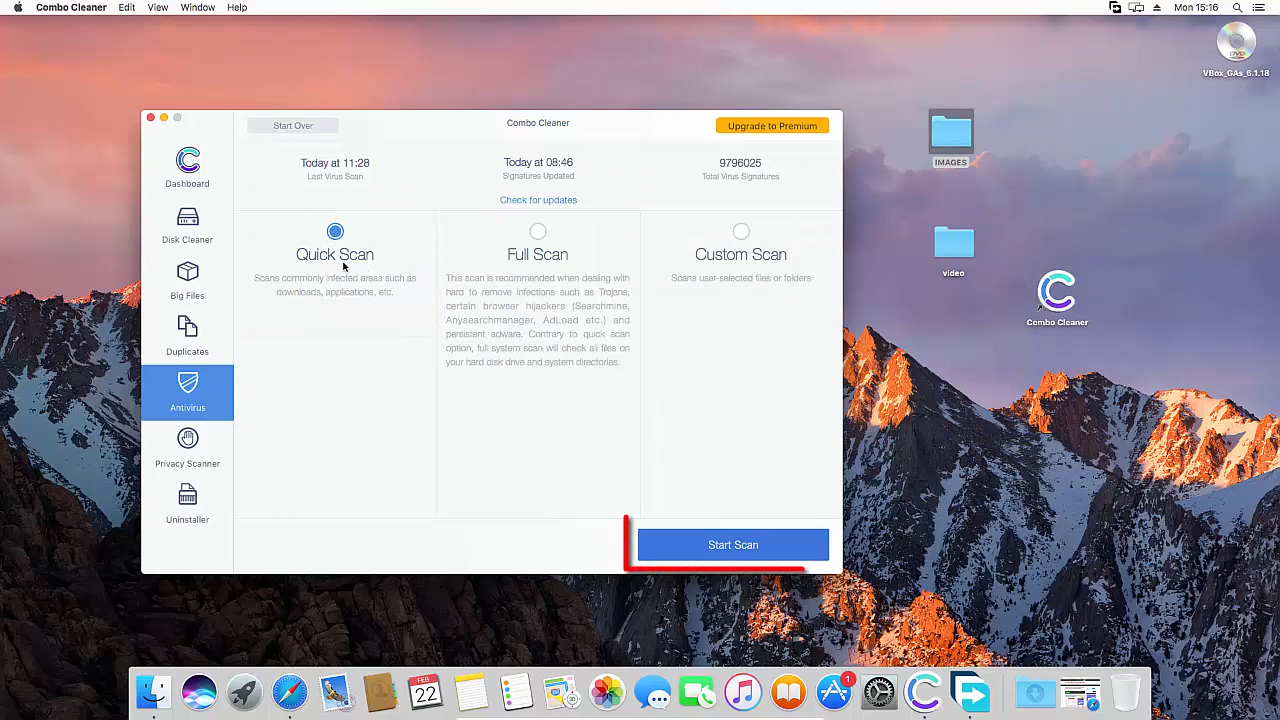 Combo Cleaner Edit View Window Help
Mon 15:16
VBox_GAs_6.1.18
Start Over
Combo Cleaner
Upgrade to Premium
Today at 11:28
Last Virus Scan
Today at 08:46
Signatures Updated
9796025
Total Virus Signatures
Check for updates
Dashboard
Disk Cleaner
Big Files
Duplicates
Antivirus
Privacy Scanner
Uninstaller
Quick Scan
Scans commonly infected areas such as
downloads, applications, etc.
Full Scan
This scan is recommended when dealing with
hard to remove infections such as Trojans,
certain browser hijackers (Searchmine,
Anysearchmanager, AdLoad etc.) and
persistent adware. Contrary to quick scan
option, full system scan will check all files on
your hard disk drive and system directories.
Custom Scan
Scans user-selected files or folders
Start Scan
IMAGES
video
Combo Cleaner
FEB
22
1